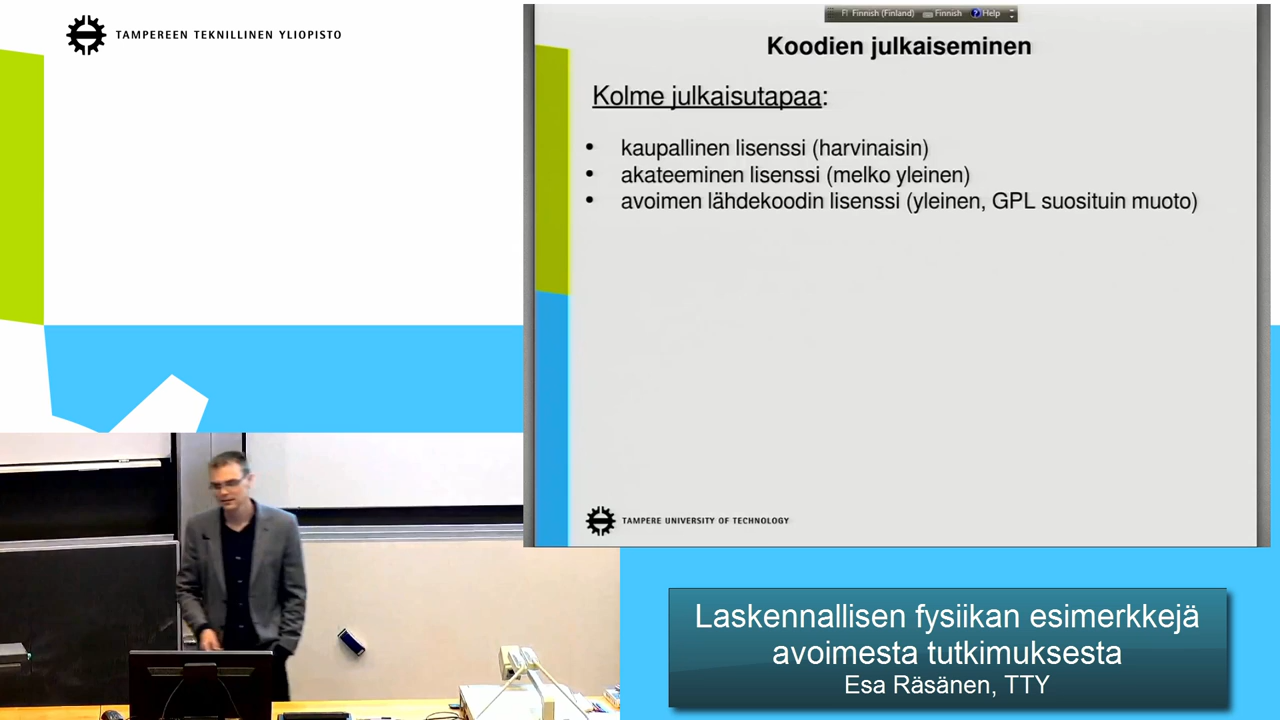 TAMPEREEN TEKNILLINEN YLIOPISTO
FI Finnish (Finland) Finnish Help
Koodien julkaiseminen
Kolme julkaisutapaa:
• kaupallinen lisenssi (harvinaisin)
• akateeminen lisenssi (melko yleinen)
• avoimen lähdekoodin lisenssi (yleinen, GPL suosituin muoto)
TAMPERE UNIVERSITY OF TECHNOLOGY
Laskennallisen fysiikan esimerkkejä
avoimesta tutkimuksesta
Esa Räsänen, TTY